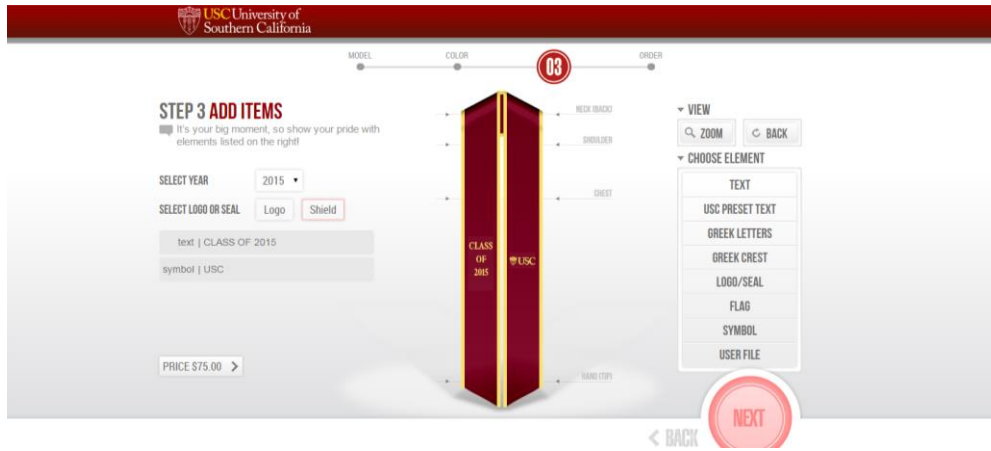 USC University of
Southern California
MODEL
COLOR
03
ORDER
STEP 3 ADD ITEMS
It's your big moment, so show your pride with
elements listed on the right!
SELECT YEAR
2015
SELECT LOGO OR SEAL
Logo
Shield
text | CLASS OF 2015
symbol | USC
PRICE $75.00
NECK (BACK)
SHOULDER
CHEST
CLASS
OF
2015
USC
HAND (TIP)
VIEW
ZOOM
BACK
CHOOSE ELEMENT
TEXT
USC PRESET TEXT
GREEK LETTERS
GREEK CREST
LOGO/SEAL
FLAG
SYMBOL
USER FILE
BACK
NEXT